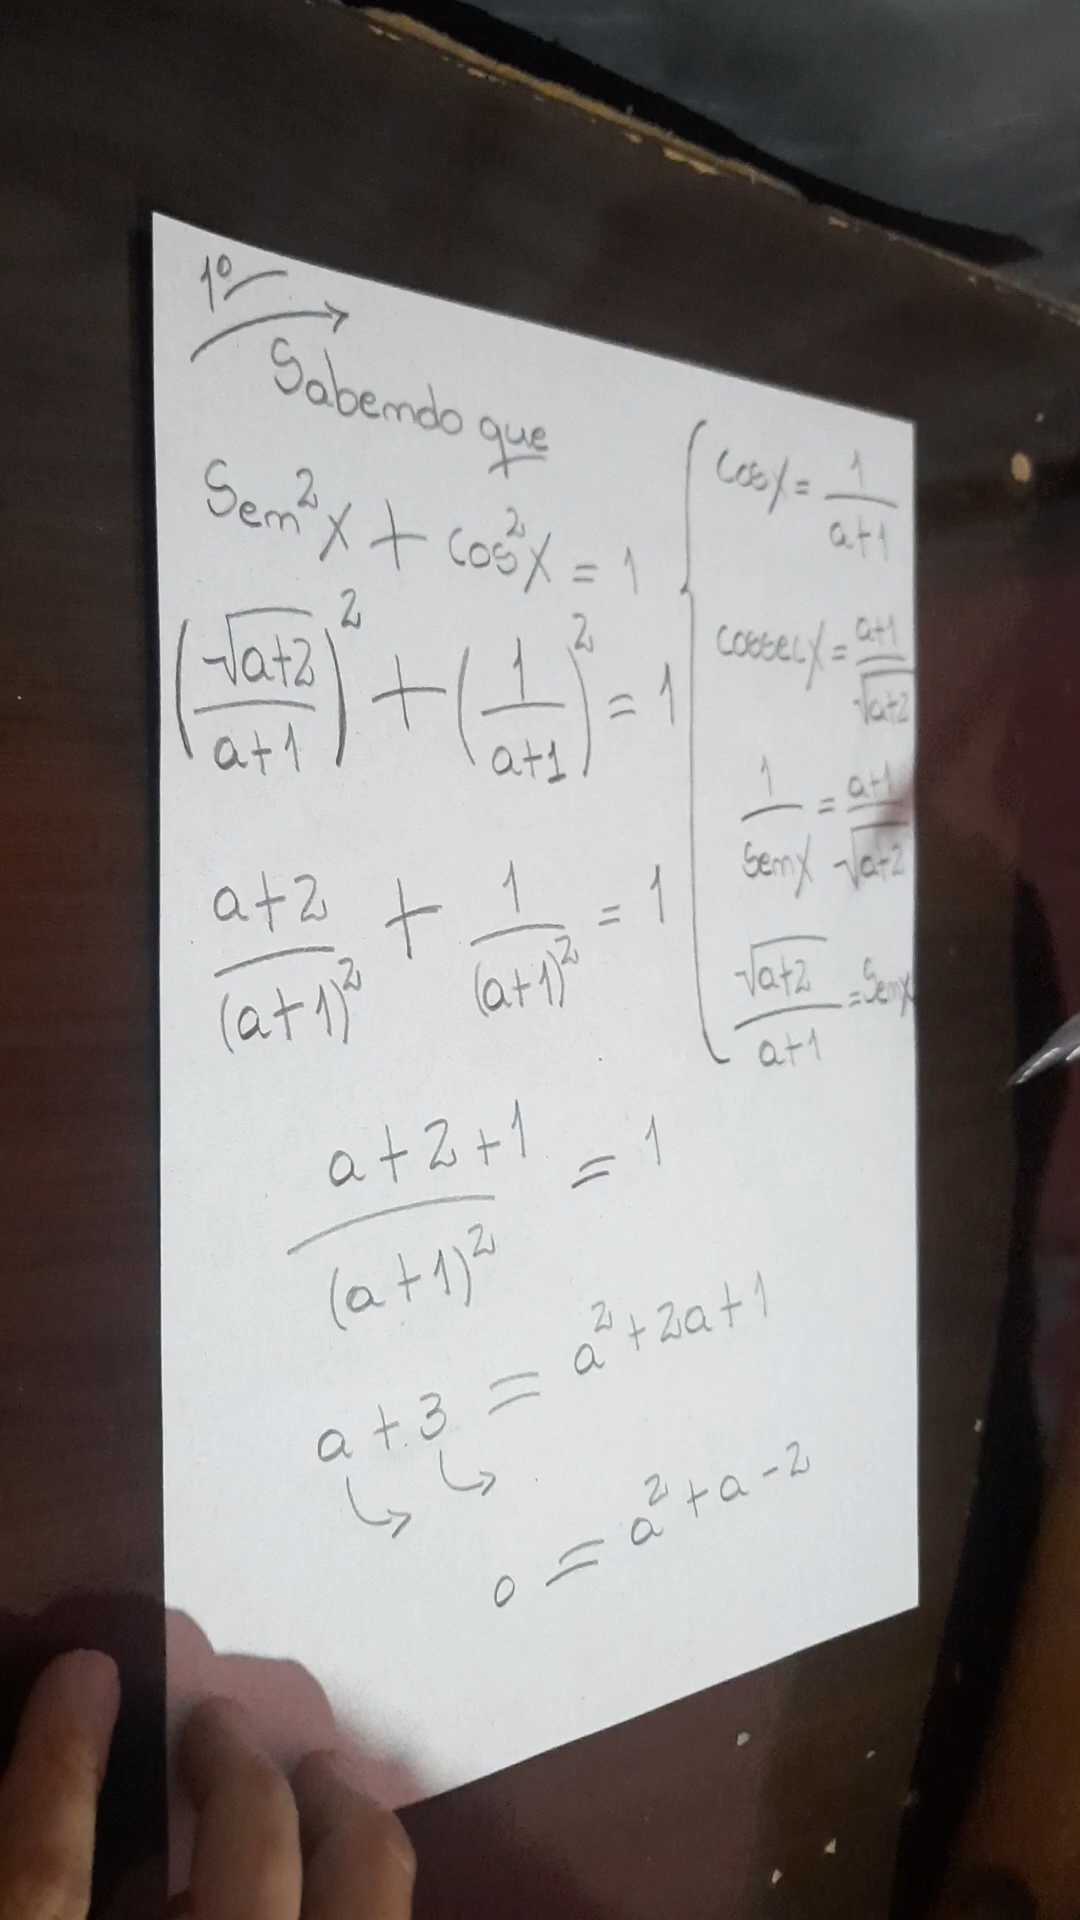 1º
Sabendo que
Sen²x + cos²x = 1
(√(a+2)/(a+1))² + (1/(a+1))² = 1
(a+2)/(a+1)² + 1/(a+1)² = 1
(a+2+1)/(a+1)² = 1
a + 3 = a² + 2a + 1
0 = a² + a - 2
cosx = 1/(a+1)
cossecx = (a+1)/√(a+2)
1/senx = (a+1)/√(a+2)
√(a+2)/(a+1) = Senx